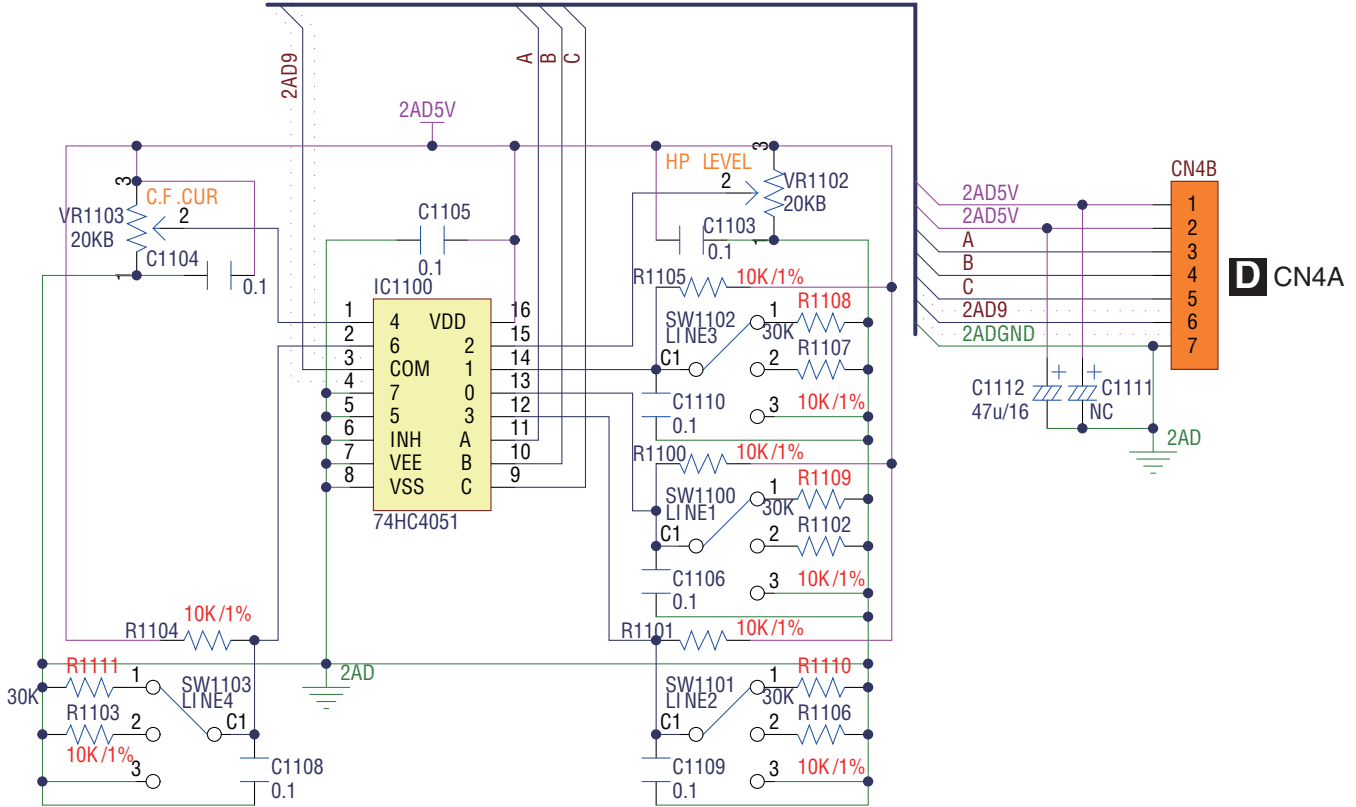 2AD9
A
B
C
2AD5V
3
C.F.CUR
2
VR1103
20KB
C1104
1
0.1
C1105
0.1
HP LEVEL
3
2
VR1102
20KB
C1103
0.1
1
IC1100
1
2
3
4
5
6
7
8
4
6
COM
7
5
INH
VEE
VSS
VDD
2
1
0
3
A
B
C
16
15
14
13
12
11
10
9
74HC4051
R1105
10K/1%
SW1102
LINE3
1
R1108
30K
R1107
C1
2
C1110
0.1
3
10K/1%
R1100
10K/1%
SW1100
LINE1
1
R1109
30K
R1102
C1
2
C1106
0.1
3
10K/1%
R1101
10K/1%
SW1101
LINE2
1
R1110
30K
R1106
C1
2
C1109
0.1
3
10K/1%
R1104
10K/1%
R1111
1
30K
SW1103
LINE4
R1103
2
C1
10K/1%
3
C1108
0.1
2AD
CN4B
2AD5V
1
2AD5V
2
A
3
B
4
C
5
2AD9
6
2ADGND
7
D CN4A
C1112
47u/16
+
+
C1111
NC
2AD